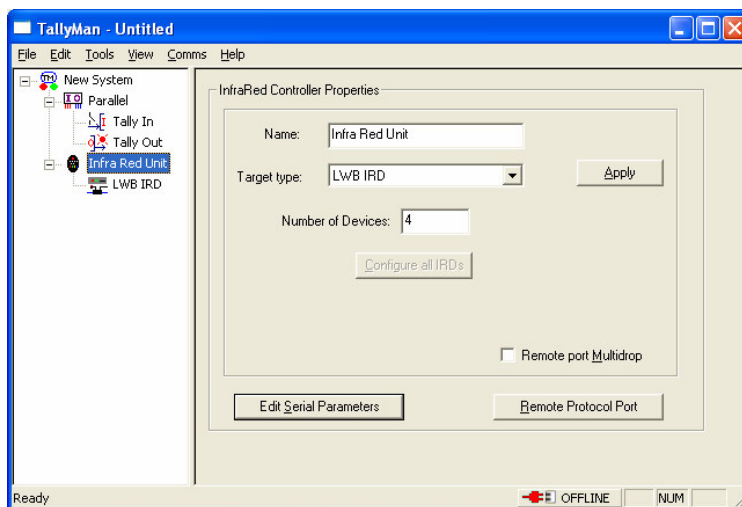 TallyMan - Untitled
File Edit Tools View Comms Help
New System
Parallel
Tally In
Tally Out
Infra Red Unit
LWB IRD
InfraRed Controller Properties
Name: Infra Red Unit
Target type: LWB IRD
Apply
Number of Devices: 4
Configure all IRDs
Remote port Multidrop
Edit Serial Parameters
Remote Protocol Port
Ready
OFFLINE
NUM